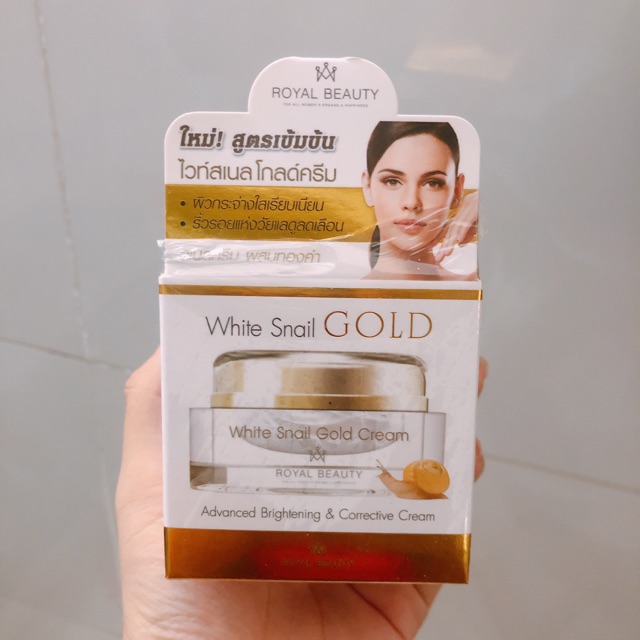 ROYAL BEAUTY
ใหม่! สูตรเข้มข้น
ไวท์สเนล โกลด์ครีม
• ผิวกระจ่างใสเรียบเนียน
• ริ้วรอยแห่งวัยแลดูลดเลือน
ผสมทองคำ
White Snail GOLD
White Snail Gold Cream
ROYAL BEAUTY
Advanced Brightening & Corrective Cream
ROYAL BEAUTY